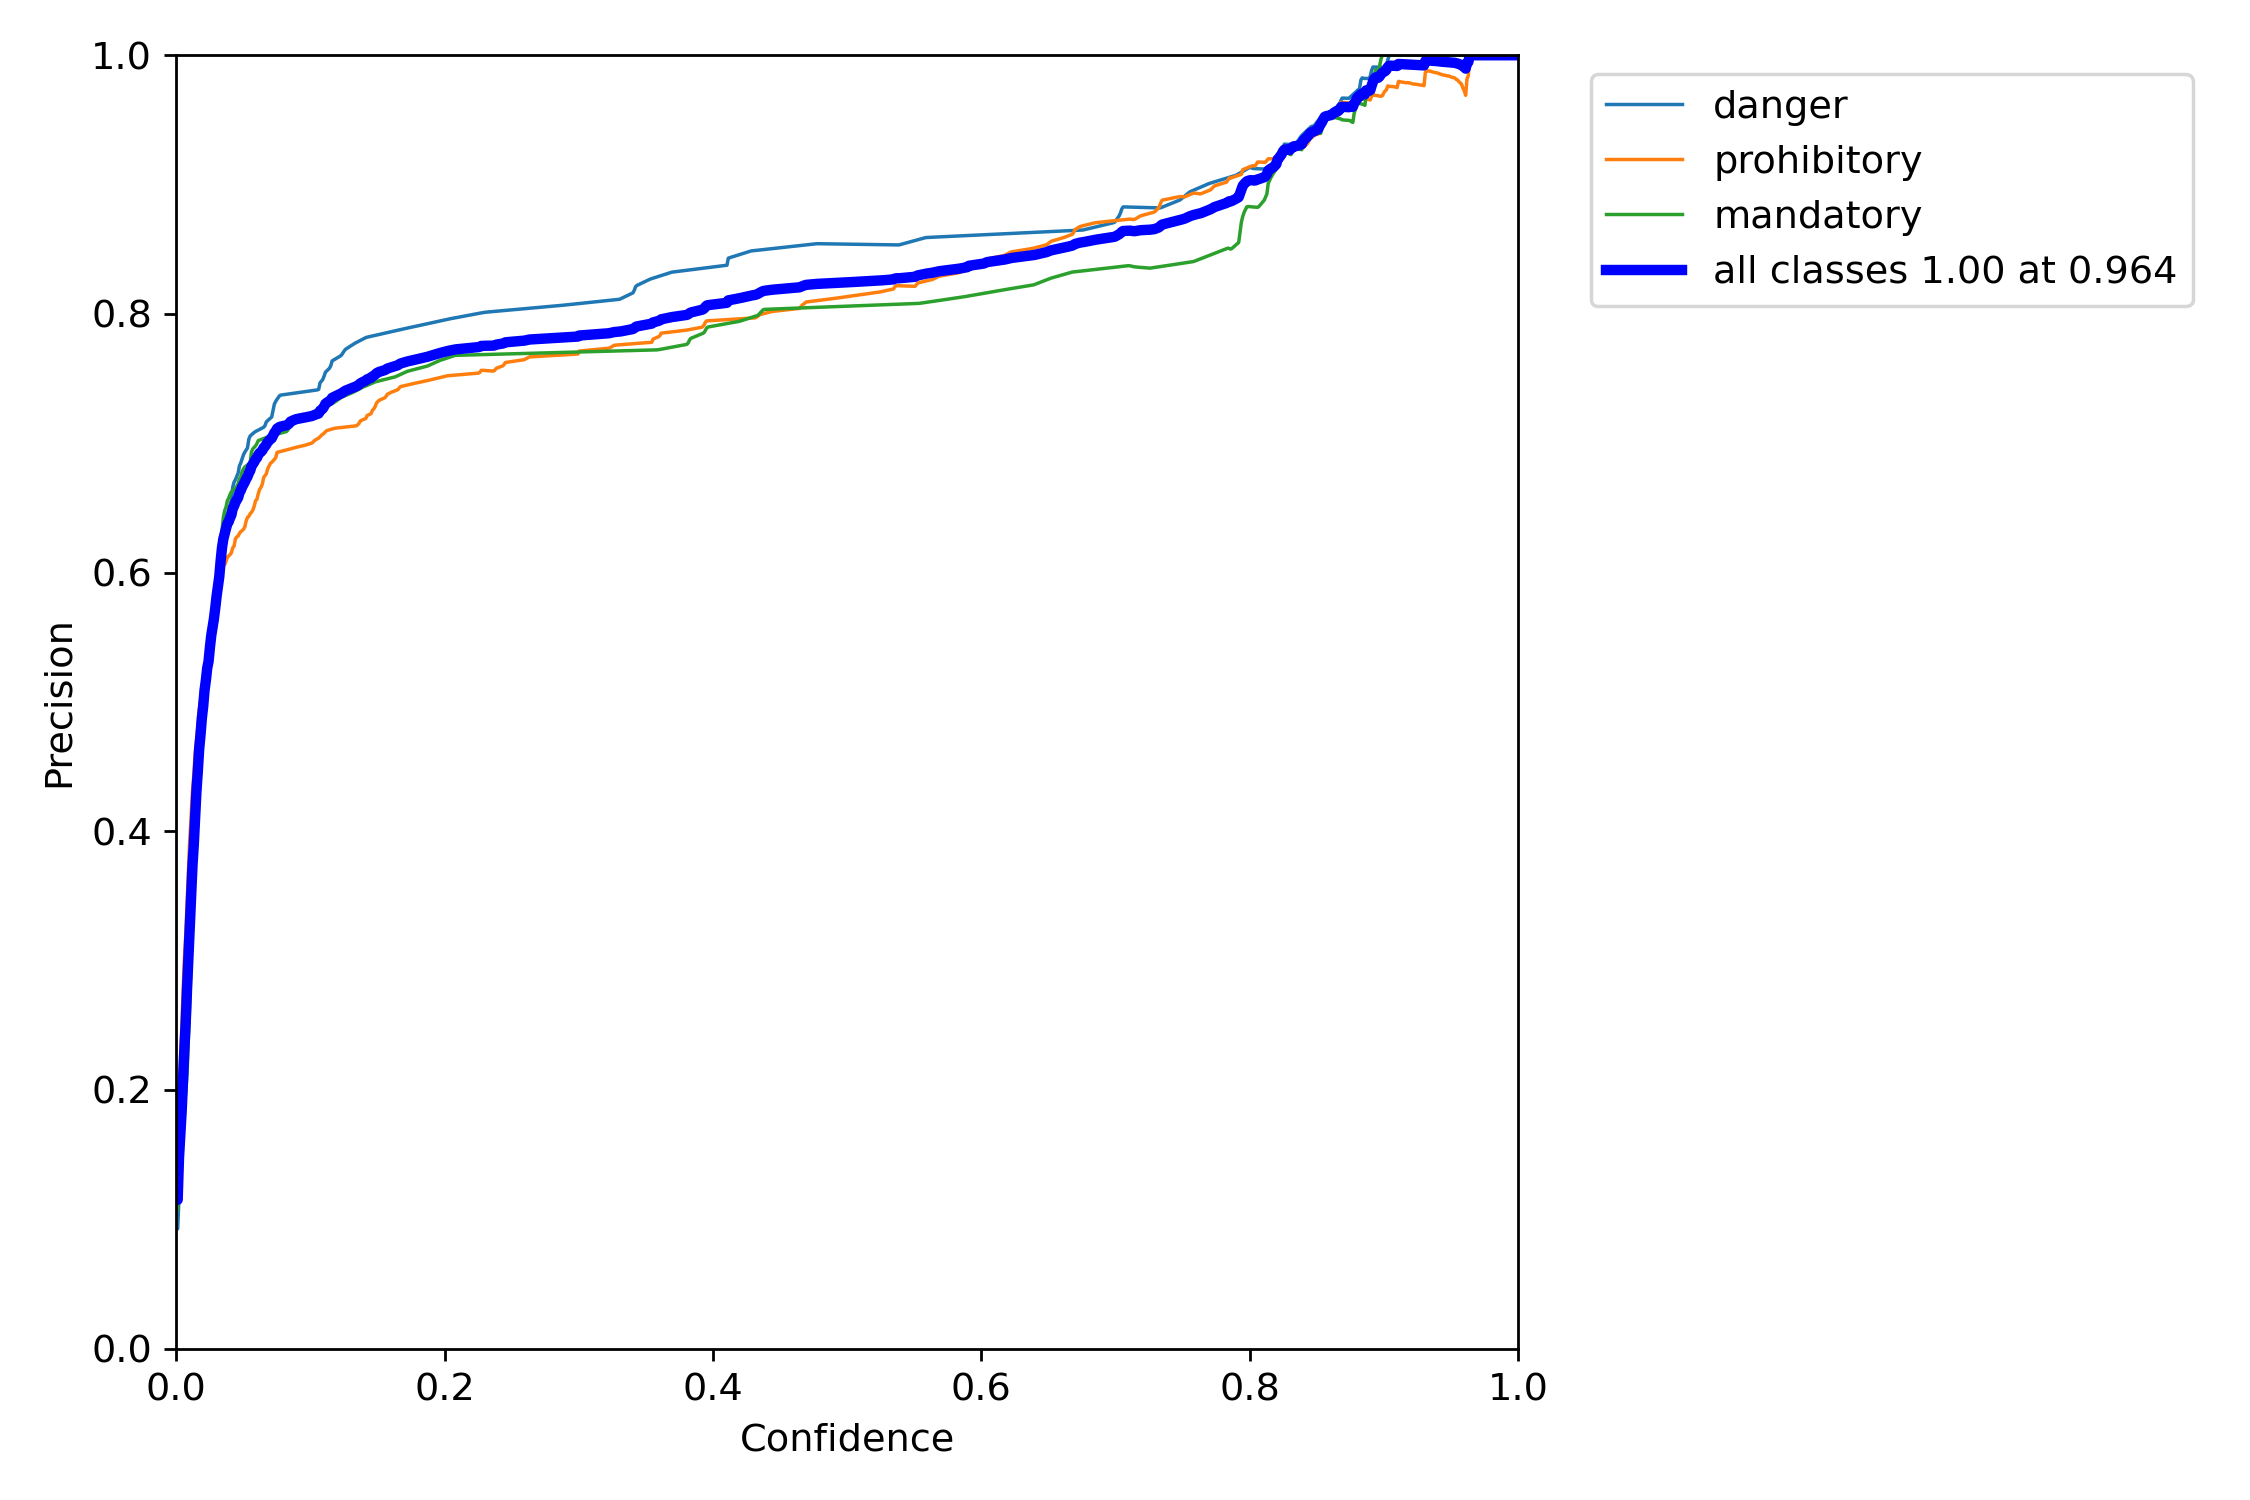 1.0
0.8
0.6
0.4
0.2
0.0
Precision
0.0 0.2 0.4 0.6 0.8 1.0
Confidence
danger
prohibitory
mandatory
all classes 1.00 at 0.964